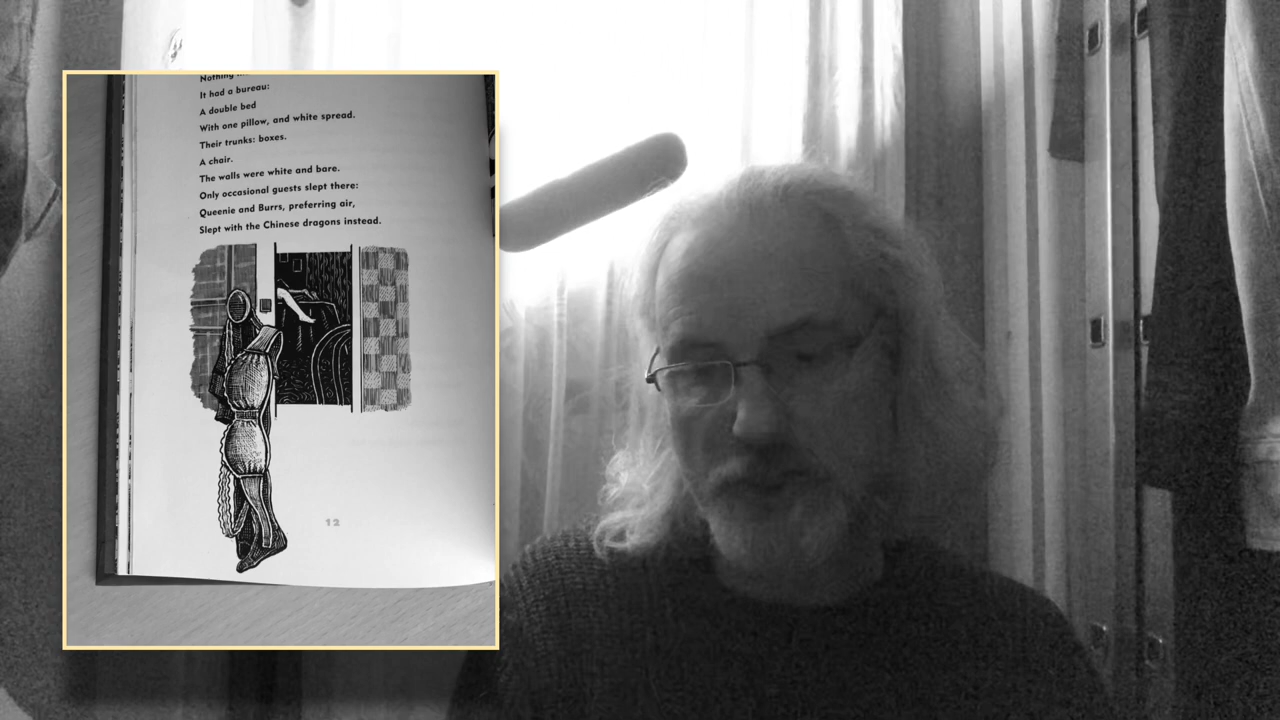 Nothing
It had a bureau:
A double bed
With one pillow, and white spread.
Their trunks: boxes.
A chair.
The walls were white and bare.
Only occasional guests slept there:
Queenie and Burrs, preferring air,
Slept with the Chinese dragons instead.
12